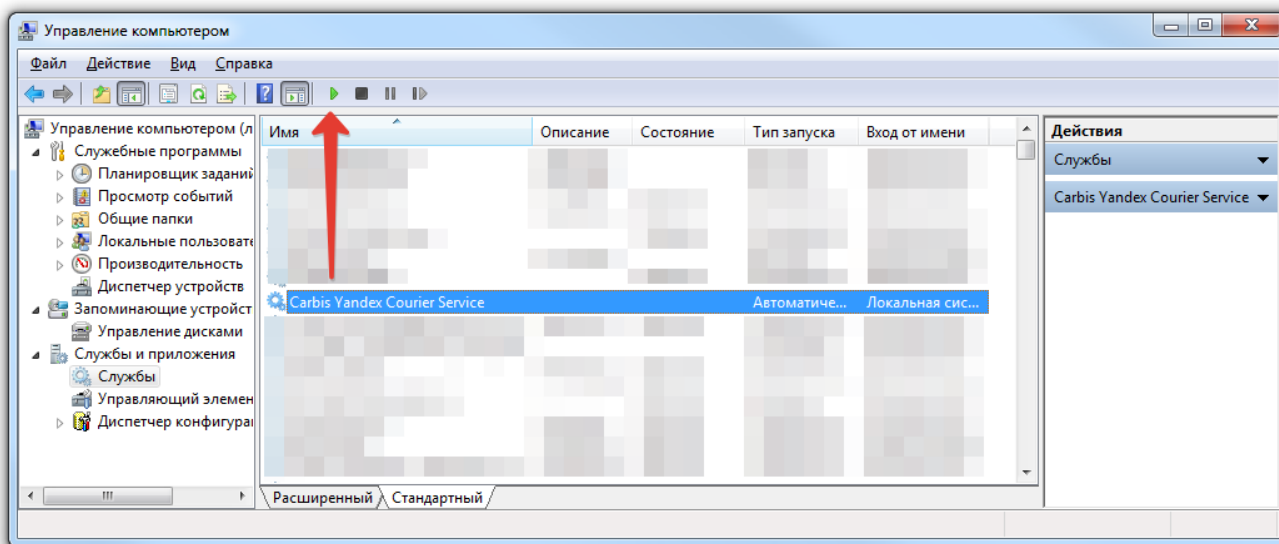 Управление компьютером
Файл Действие Вид Справка
Управление компьютером (л
Служебные программы
Планировщик заданий
Просмотр событий
Общие папки
Локальные пользовате
Производительность
Диспетчер устройств
Запоминающие устройст
Управление дисками
Службы и приложения
Службы
Управляющий элемен
Диспетчер конфигура
Имя Описание Состояние Тип запуска Вход от имени
Carbis Yandex Courier Service Автоматиче... Локальная сис...
Расширенный Стандартный
Действия
Службы
Carbis Yandex Courier Service